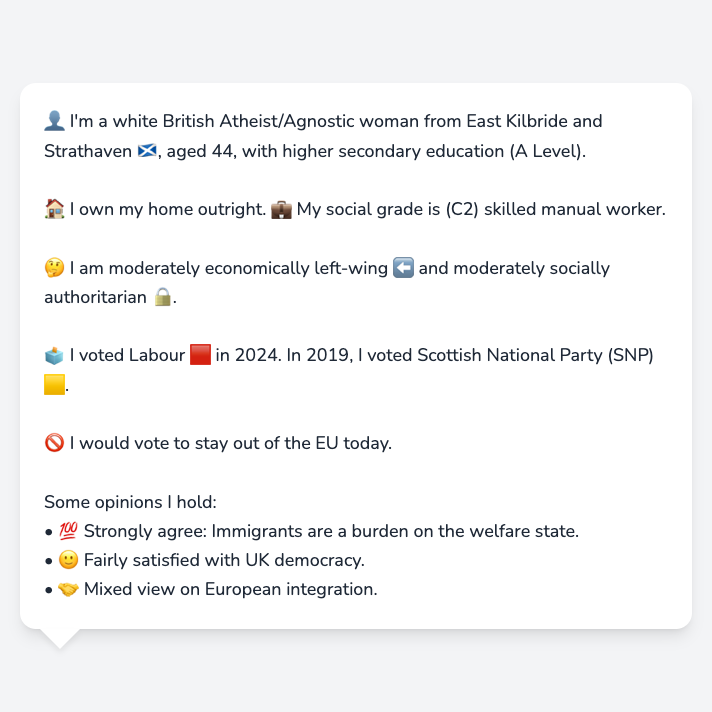 👤 I'm a white British Atheist/Agnostic woman from East Kilbride and
Strathaven 🏴󠁧󠁢󠁳󠁣󠁴󠁿, aged 44, with higher secondary education (A Level).
🏠 I own my home outright. 💼 My social grade is (C2) skilled manual worker.
🤔 I am moderately economically left-wing ⬅️ and moderately socially
authoritarian 🔒.
🗳️ I voted Labour 🟥 in 2024. In 2019, I voted Scottish National Party (SNP)
🟨.
🚫 I would vote to stay out of the EU today.
Some opinions I hold:
• 💯 Strongly agree: Immigrants are a burden on the welfare state.
• 🙂 Fairly satisfied with UK democracy.
• 🤝 Mixed view on European integration.